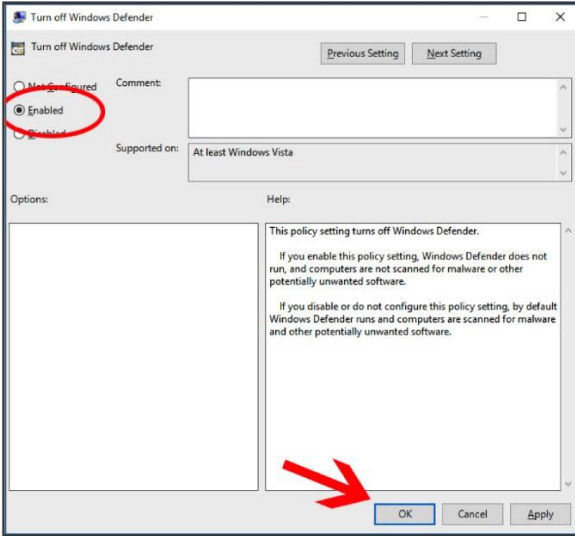 Turn off Windows Defender
Turn off Windows Defender
Previous Setting
Next Setting
Not Configured
Comment:
Enabled
Disabled
Supported on:
At least Windows Vista
Options:
Help:
This policy setting turns off Windows Defender.
If you enable this policy setting, Windows Defender does not
run, and computers are not scanned for malware or other
potentially unwanted software.
If you disable or do not configure this policy setting, by default
Windows Defender runs and computers are scanned for malware
and other potentially unwanted software.
OK
Cancel
Apply